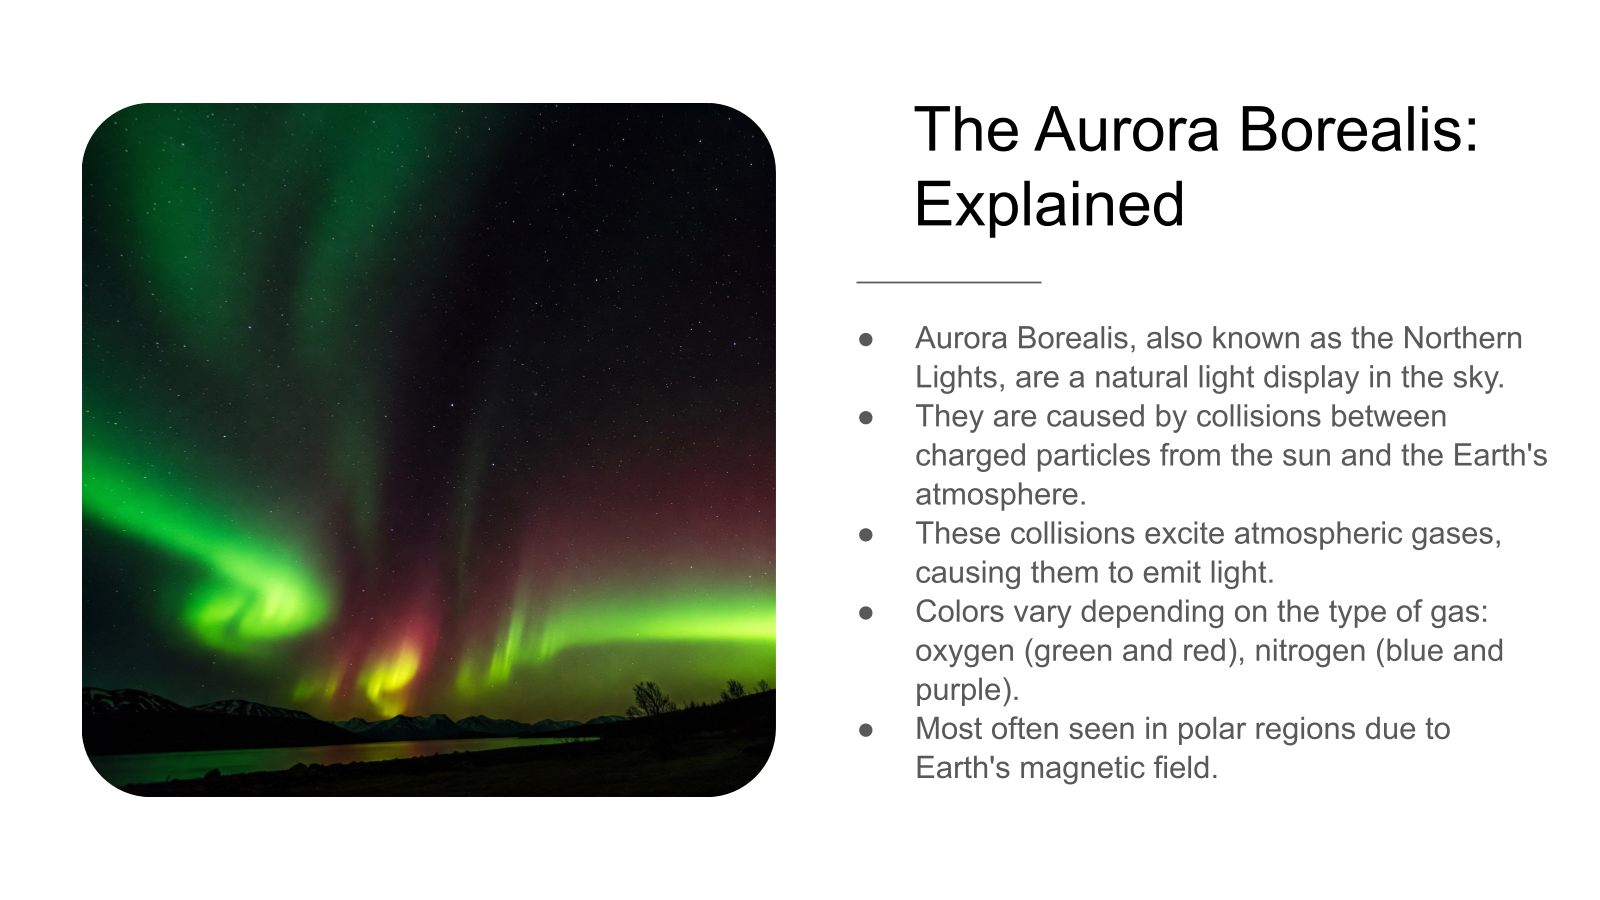 The Aurora Borealis:
Explained
● Aurora Borealis, also known as the Northern
Lights, are a natural light display in the sky.
● They are caused by collisions between
charged particles from the sun and the Earth's
atmosphere.
● These collisions excite atmospheric gases,
causing them to emit light.
● Colors vary depending on the type of gas:
oxygen (green and red), nitrogen (blue and
purple).
● Most often seen in polar regions due to
Earth's magnetic field.